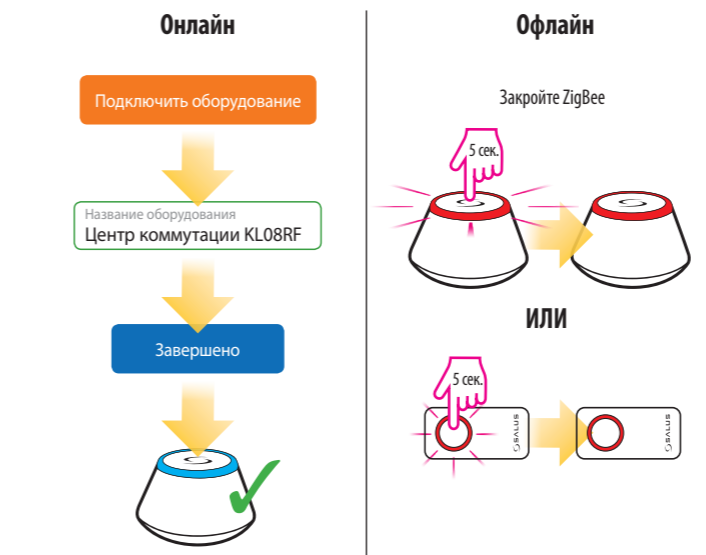 Онлайн
Подключить оборудование
Название оборудования
Центр коммутации KL08RF
Завершено
Офлайн
Закройте ZigBee
5 сек.
ИЛИ
5 сек.
SALUS
SALUS